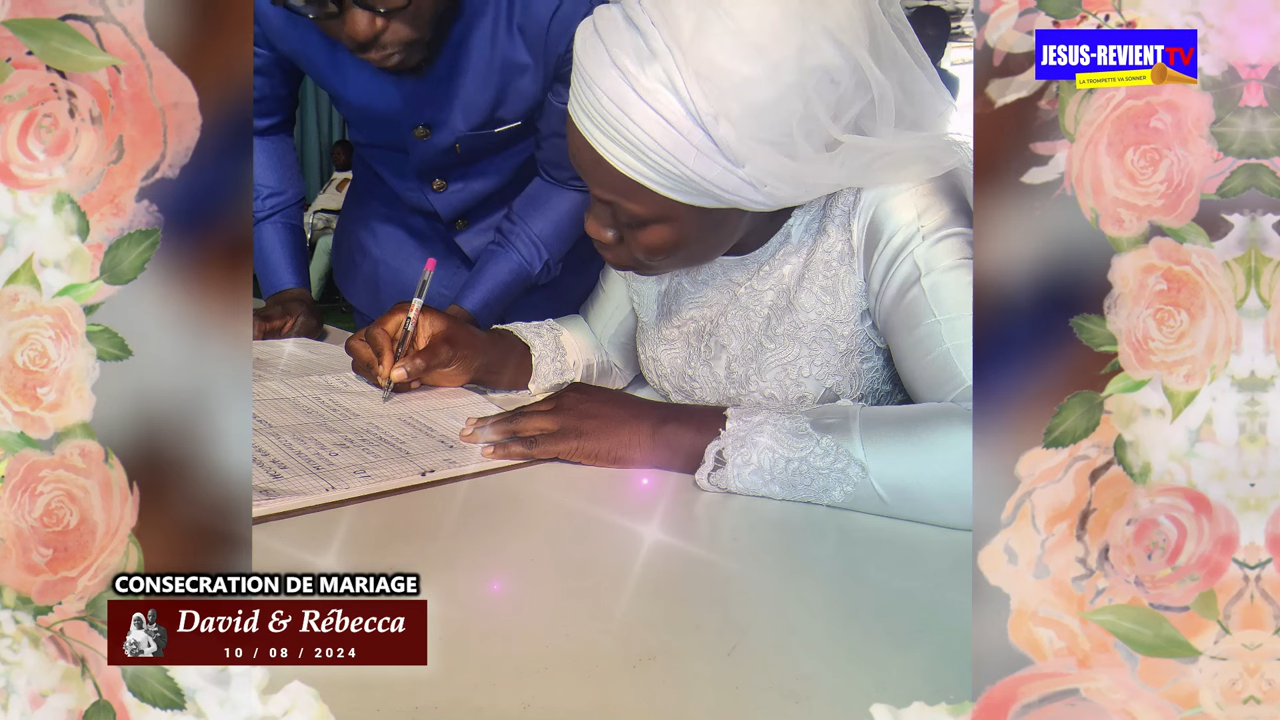 JESUS-REVIENT TV
LA TROMPETTE VA SONNER
CONSECRATION DE MARIAGE
David & Rébecca
10 / 08 / 2024